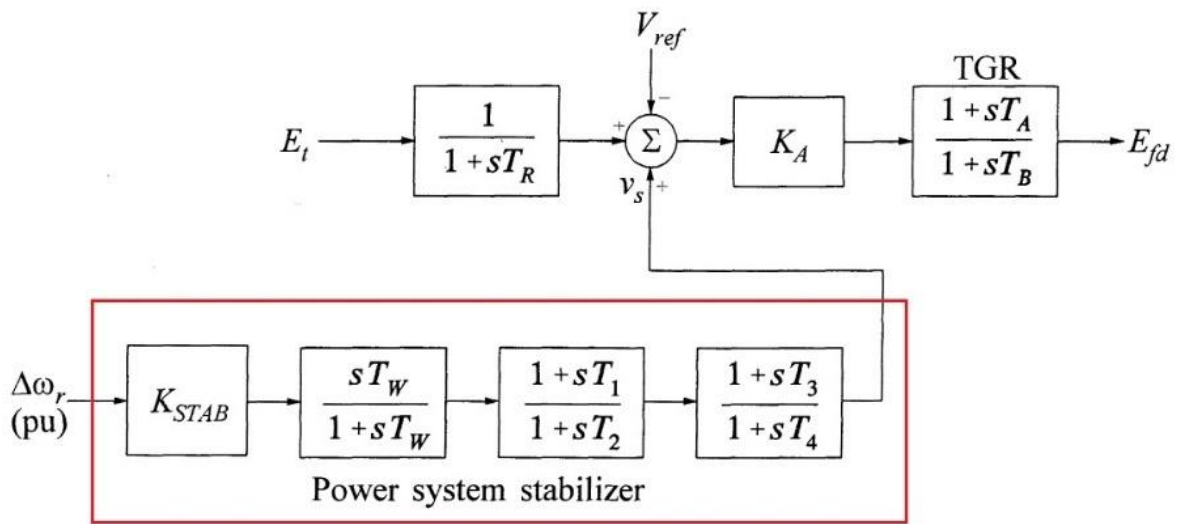 V_ref
TGR
E_t
1
1 + sT_R
+
−
Σ
v_s
+
K_A
1 + sT_A
1 + sT_B
E_fd
Δω_r
(pu)
K_STAB
sT_W
1 + sT_W
1 + sT_1
1 + sT_2
1 + sT_3
1 + sT_4
Power system stabilizer